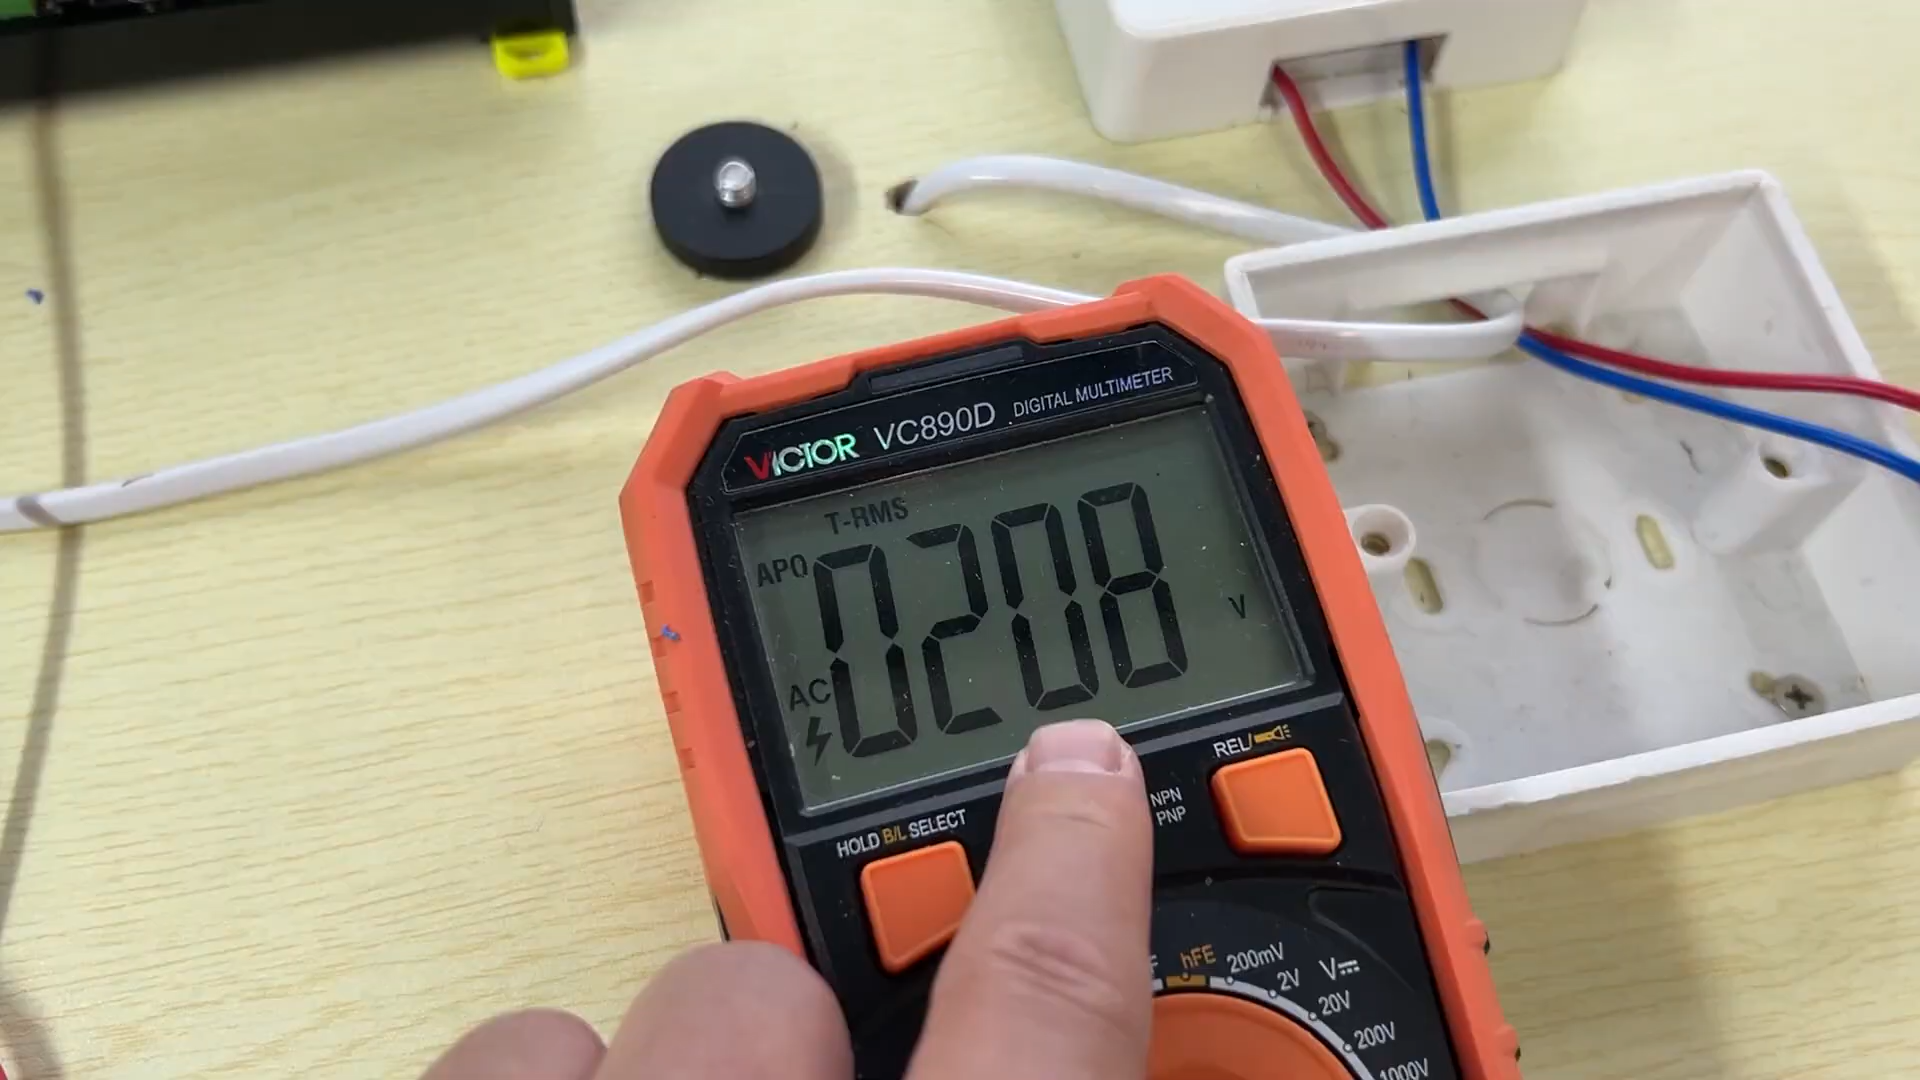 VICTOR VC890D DIGITAL MULTIMETER
T-RMS
APO
0208
V
AC
HOLD B/L SELECT
NPN
PNP
REL/
hFE
200mV
2V
V
20V
200V
1000V